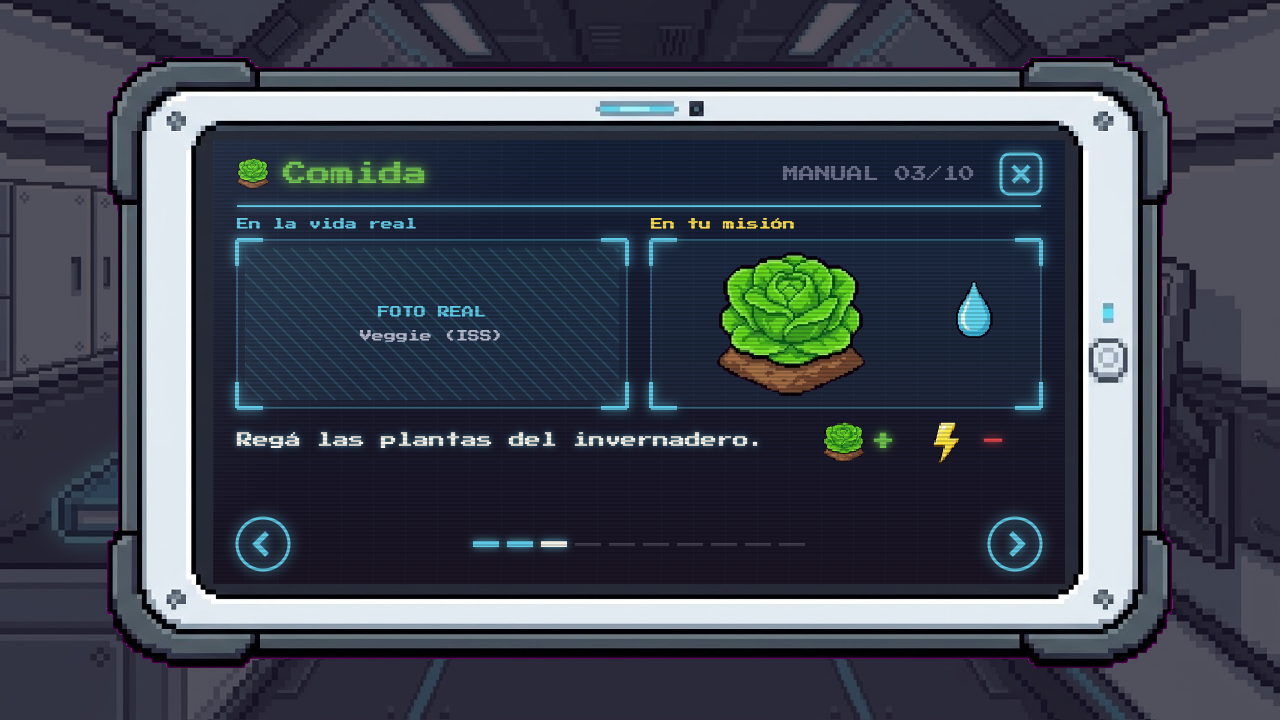 Comida
MANUAL 03/10
En la vida real
En tu misión
FOTO REAL
Veggie (ISS)
Regá las plantas del invernadero.